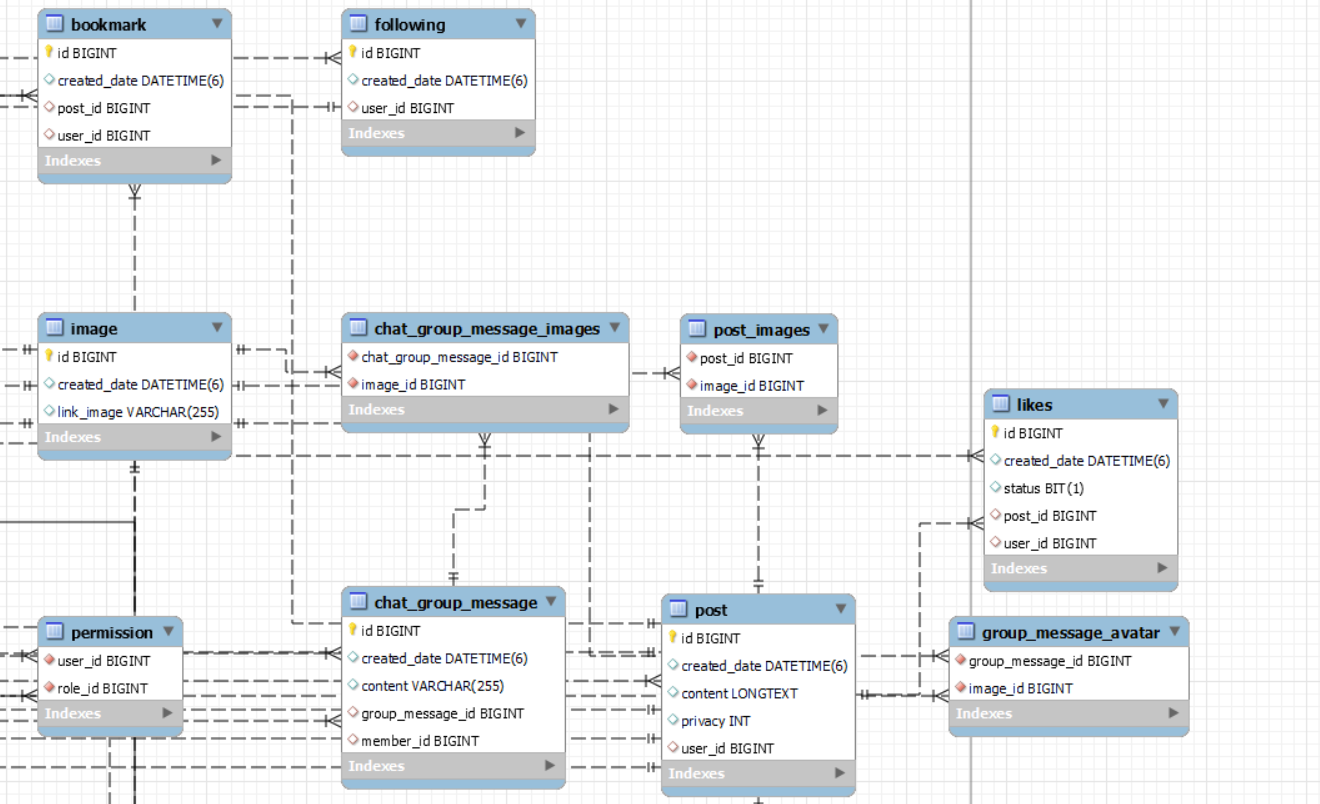 bookmark
id BIGINT
created_date DATETIME(6)
post_id BIGINT
user_id BIGINT
Indexes
following
id BIGINT
created_date DATETIME(6)
user_id BIGINT
Indexes
image
id BIGINT
created_date DATETIME(6)
link_image VARCHAR(255)
Indexes
chat_group_message_images
chat_group_message_id BIGINT
image_id BIGINT
Indexes
post_images
post_id BIGINT
image_id BIGINT
Indexes
likes
id BIGINT
created_date DATETIME(6)
status BIT(1)
post_id BIGINT
user_id BIGINT
Indexes
permission
user_id BIGINT
role_id BIGINT
Indexes
chat_group_message
id BIGINT
created_date DATETIME(6)
content VARCHAR(255)
group_message_id BIGINT
member_id BIGINT
Indexes
post
id BIGINT
created_date DATETIME(6)
content LONGTEXT
privacy INT
user_id BIGINT
Indexes
group_message_avatar
group_message_id BIGINT
image_id BIGINT
Indexes